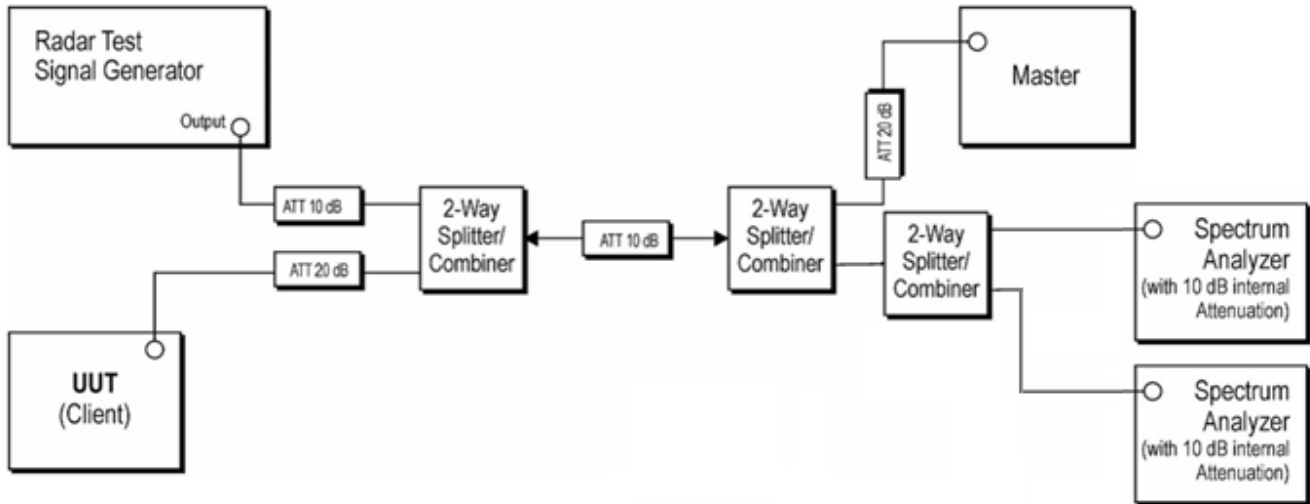 Radar Test
Signal Generator
Output
Master
ATT 20 dB
ATT 10 dB
2-Way
Splitter/
Combiner
ATT 10 dB
2-Way
Splitter/
Combiner
2-Way
Splitter/
Combiner
Spectrum
Analyzer
(with 10 dB internal
Attenuation)
ATT 20 dB
UUT
(Client)
Spectrum
Analyzer
(with 10 dB internal
Attenuation)